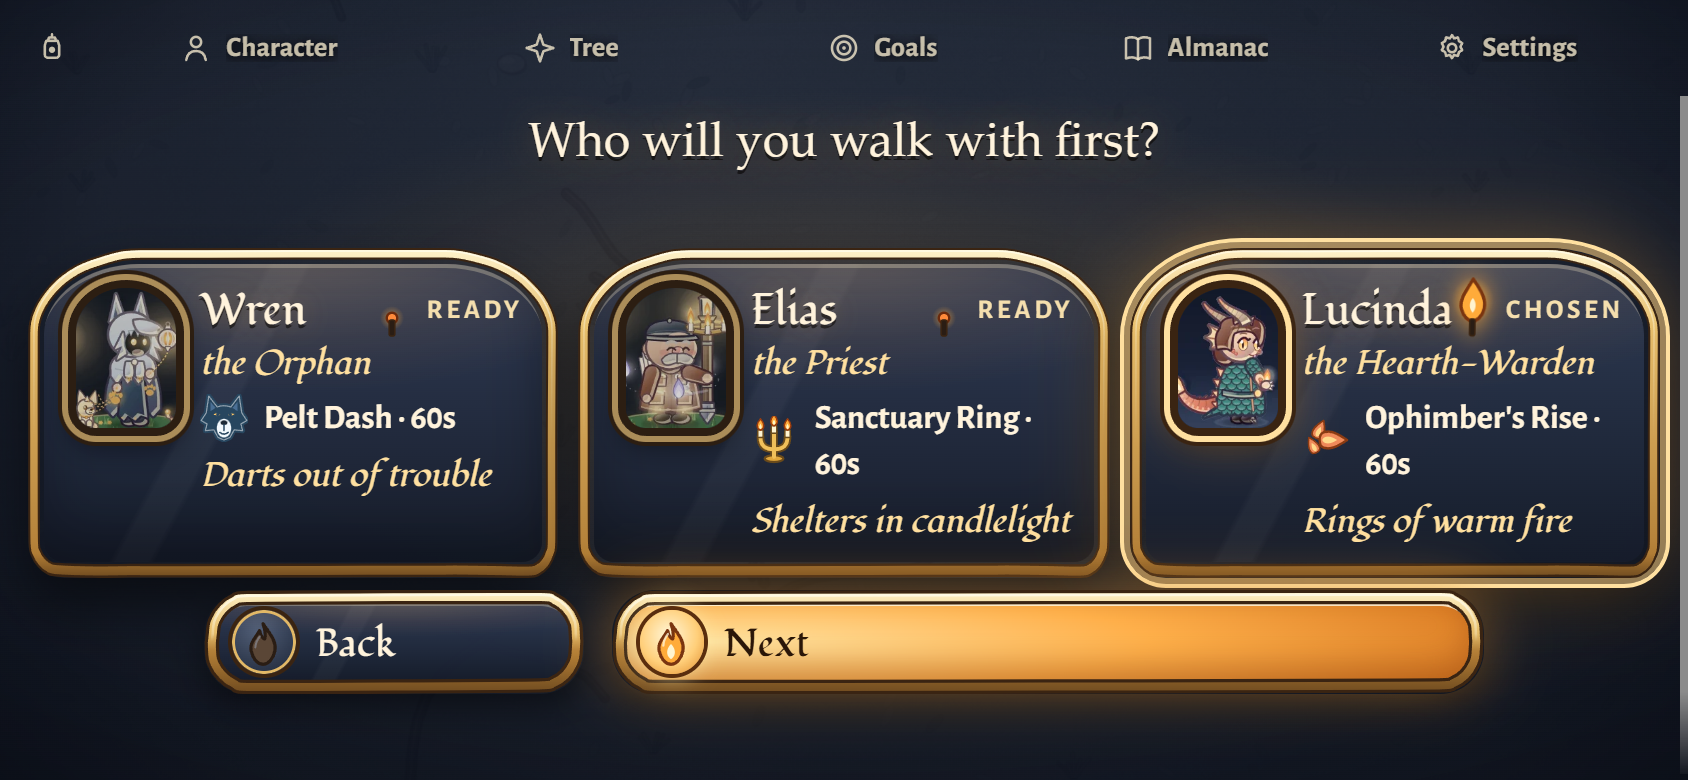 Character Tree Goals Almanac Settings
Who will you walk with first?
Wren READY
the Orphan
Pelt Dash · 60s
Darts out of trouble
Elias READY
the Priest
Sanctuary Ring ·
60s
Shelters in candlelight
Lucinda CHOSEN
the Hearth-Warden
Ophimber's Rise ·
60s
Rings of warm fire
Back
Next